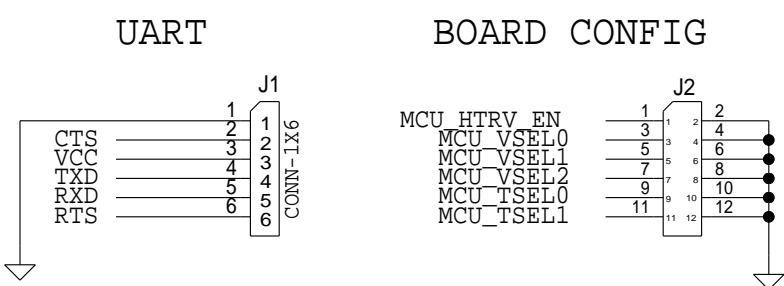 UART
BOARD CONFIG
J1
1 1
CTS 2 2
VCC 3 3
TXD 4 4
RXD 5 5
RTS 6 6
CONN-1X6
J2
MCU_HTRV_EN 1 1 2 2
MCU_VSEL0 3 3 4 4
MCU_VSEL1 5 5 6 6
MCU_VSEL2 7 7 8 8
MCU_TSEL0 9 9 10 10
MCU_TSEL1 11 11 12 12